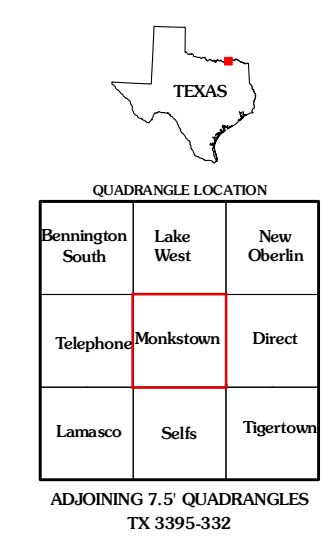 TEXAS
QUADRANGLE LOCATION
Bennington South
Lake West
New Oberlin
Telephone
Monkstown
Direct
Lamasco
Selfs
Tigertown
ADJOINING 7.5' QUADRANGLES
TX 3395-332